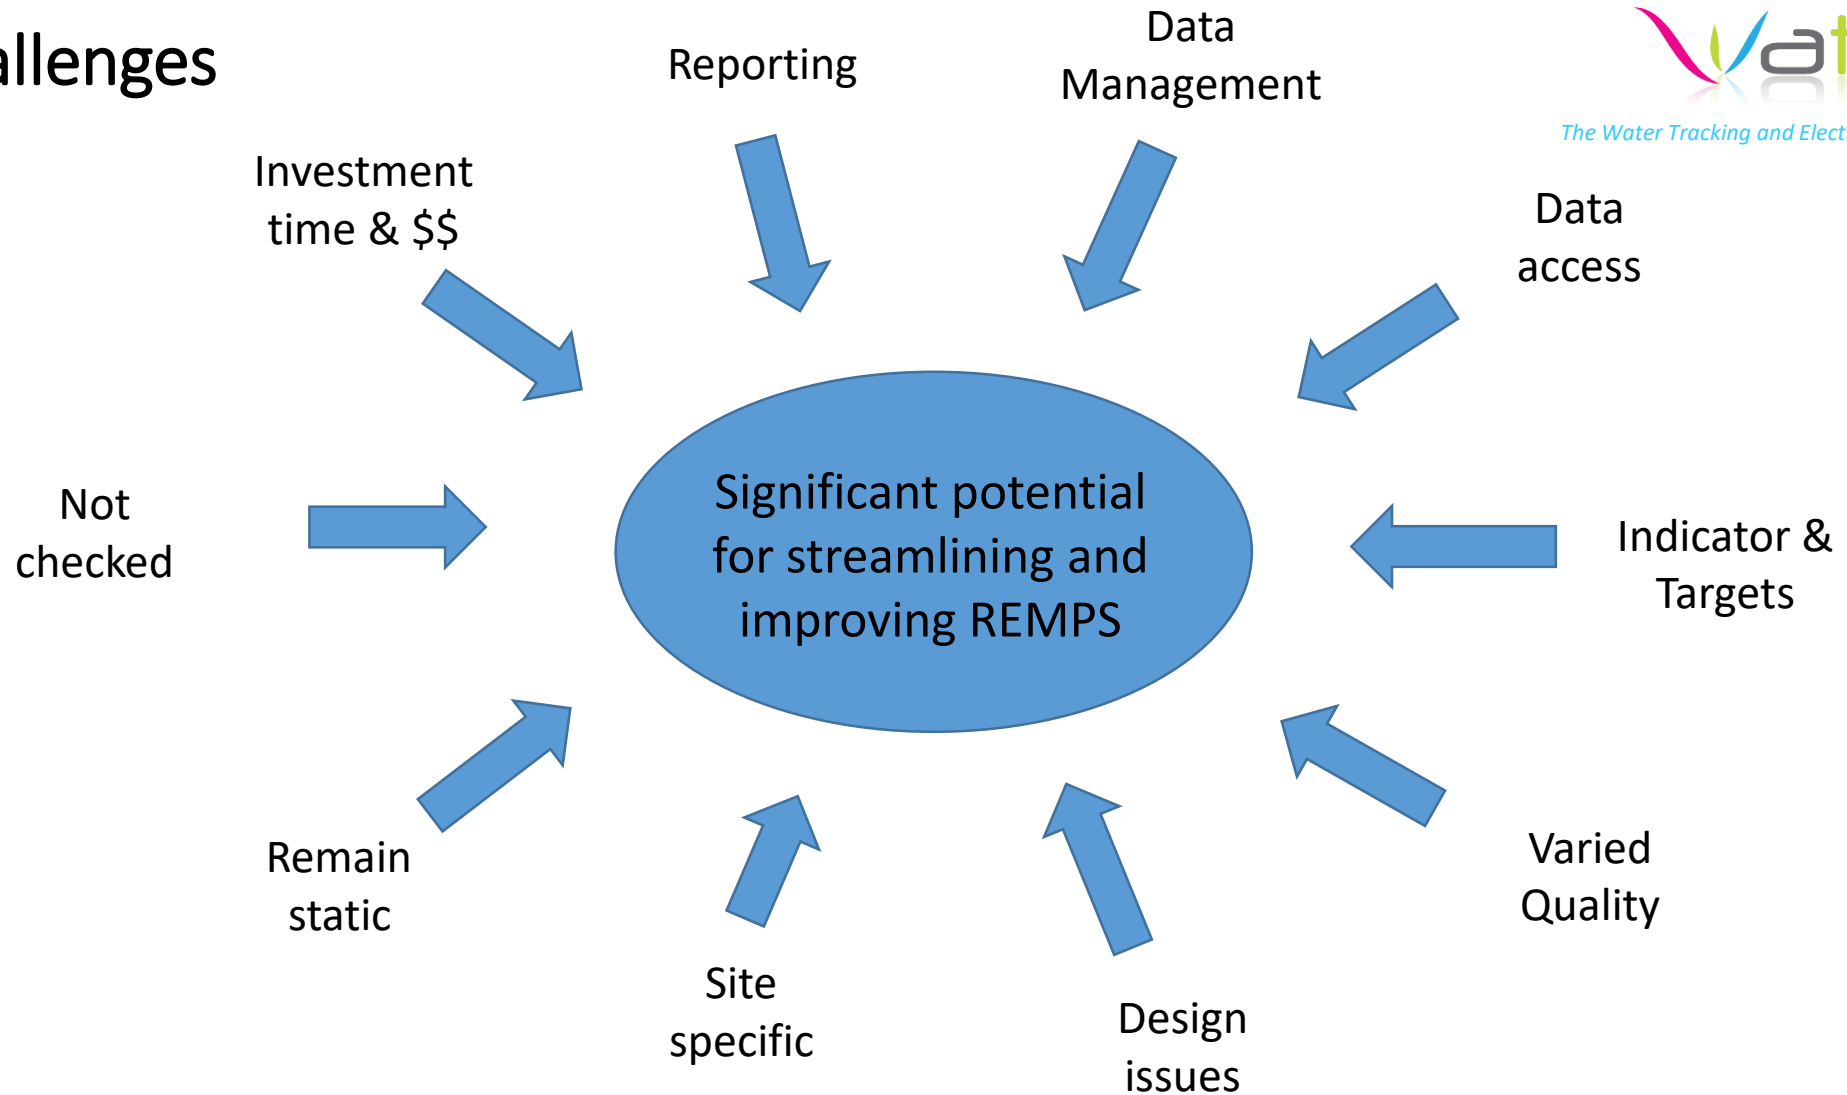 allenges
Reporting
Data
Management
Wat
The Water Tracking and Elect
Investment
time & $$
Data
access
Not
checked
Significant potential
for streamlining and
improving REMPS
Indicator &
Targets
Remain
static
Varied
Quality
Site
specific
Design
issues